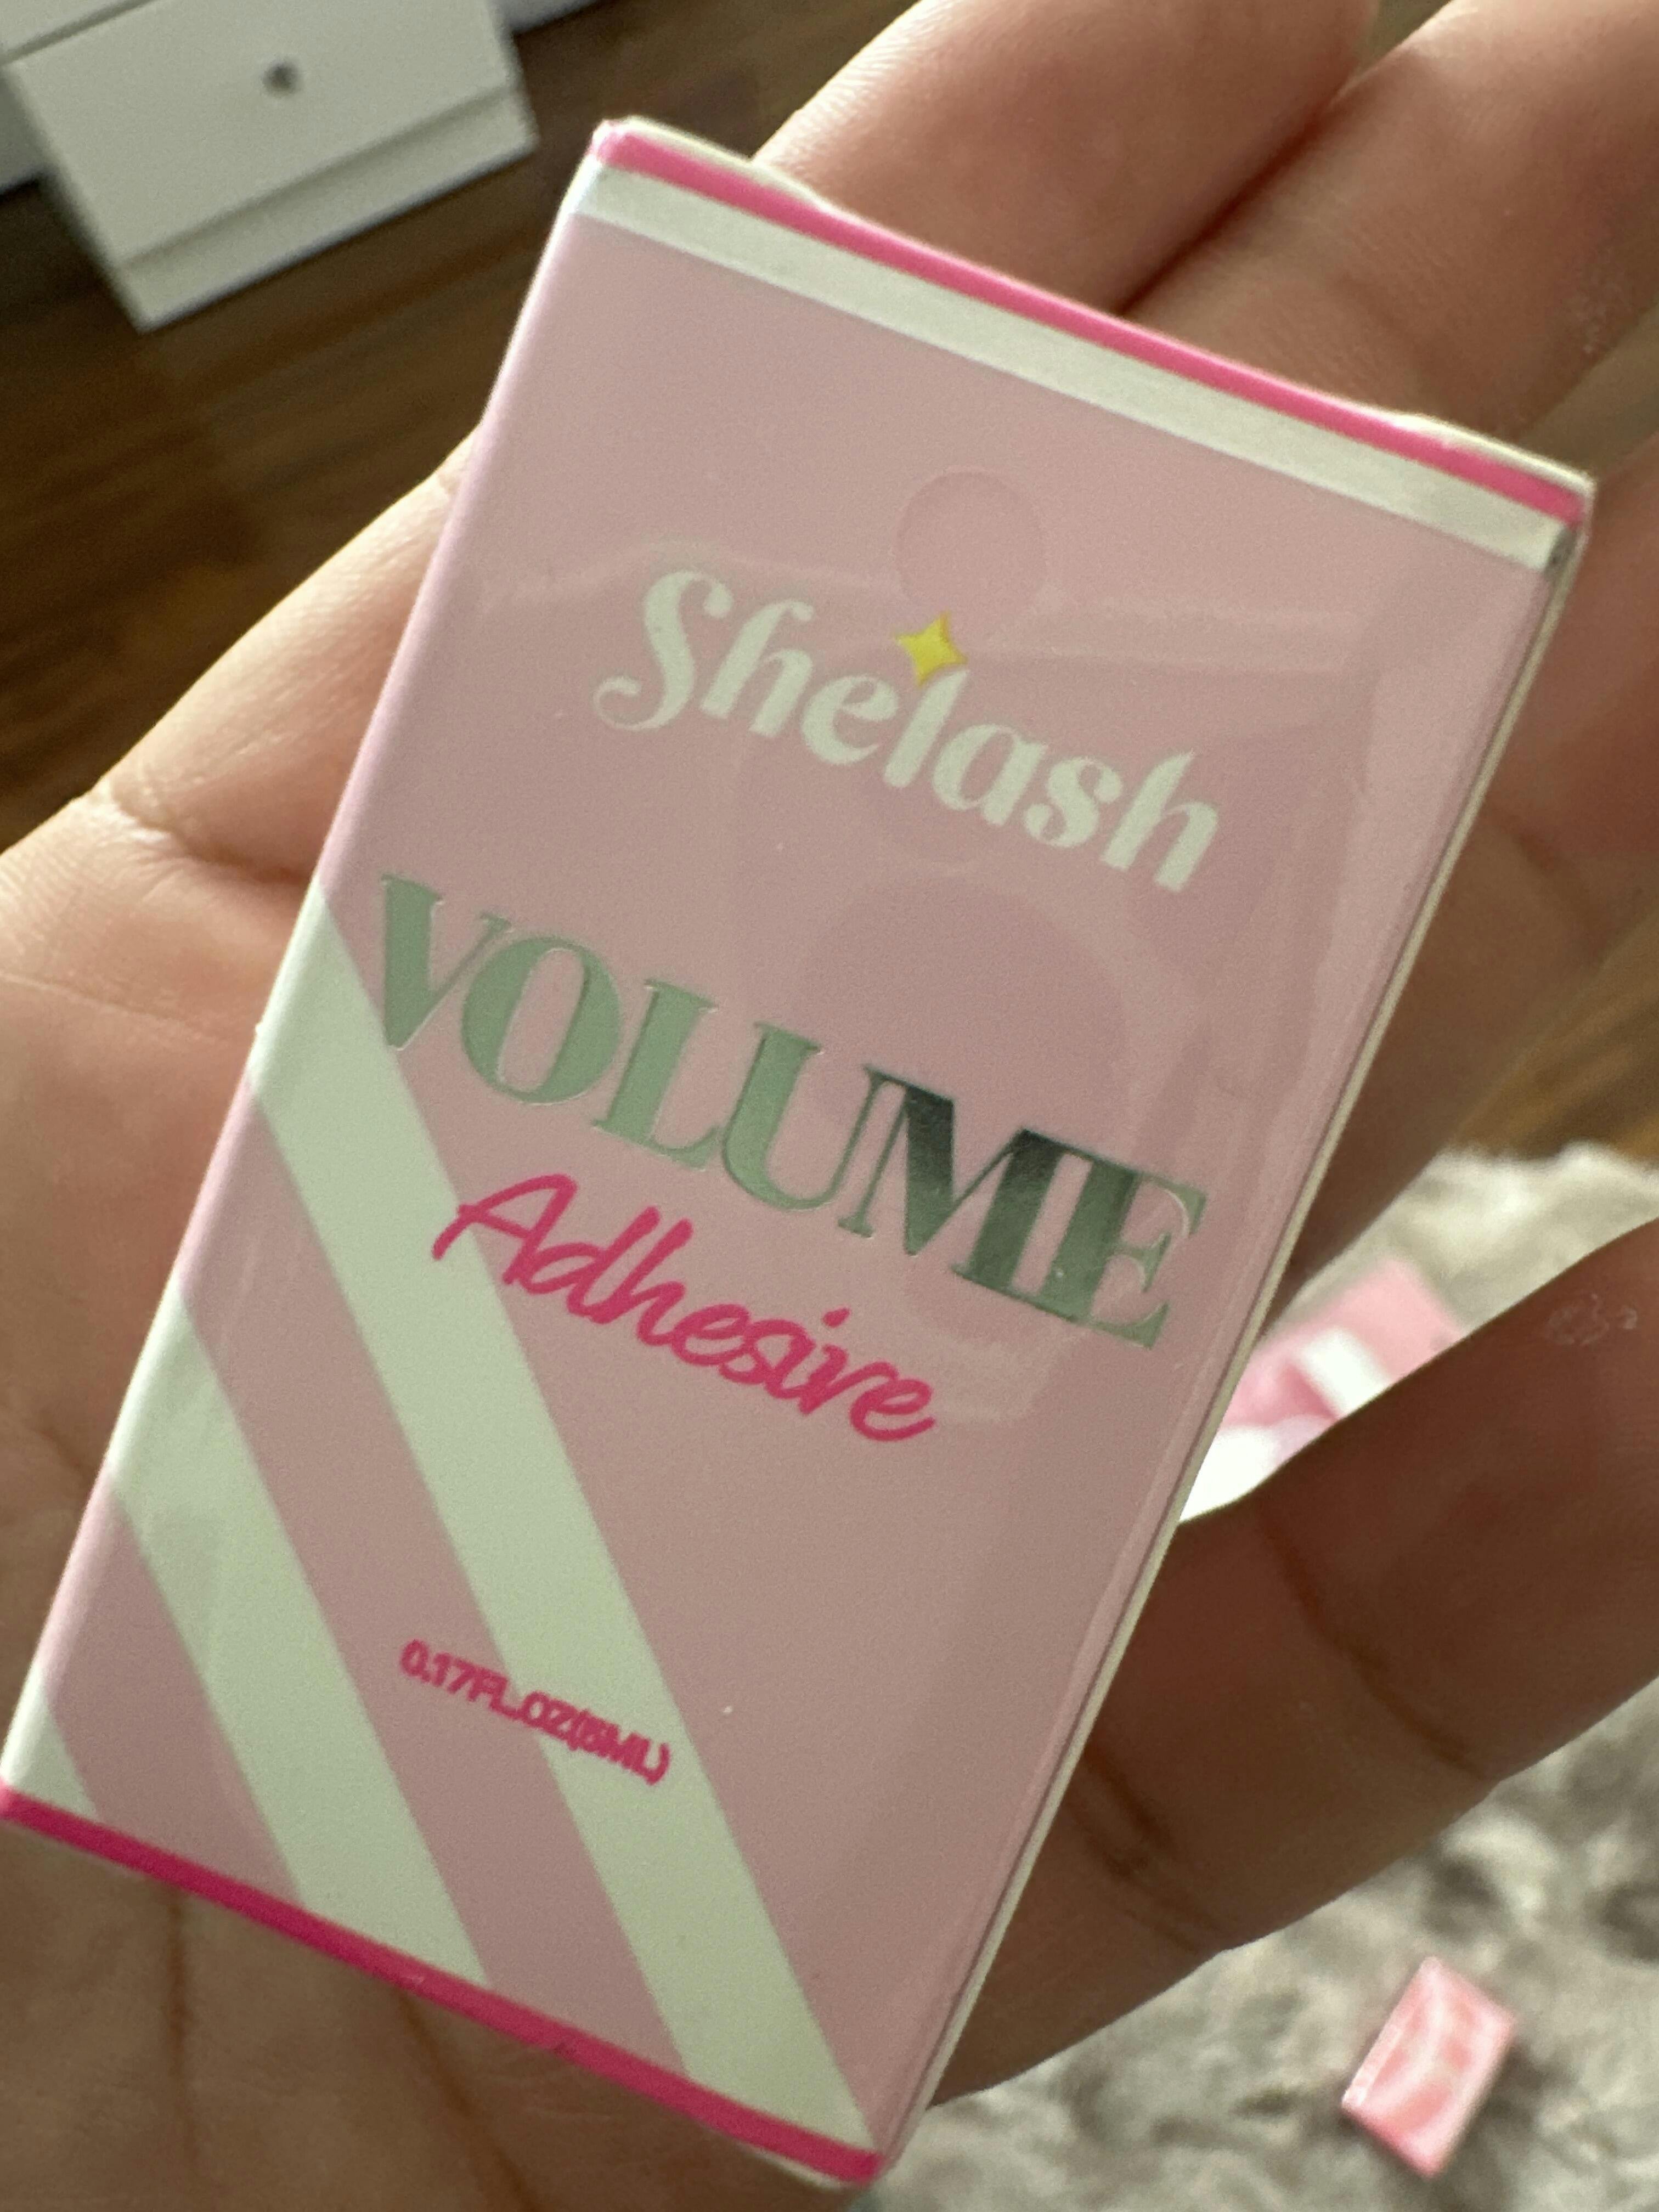 Shelash
VOLUME
Adhesive
0.17FL.OZ(5ML)